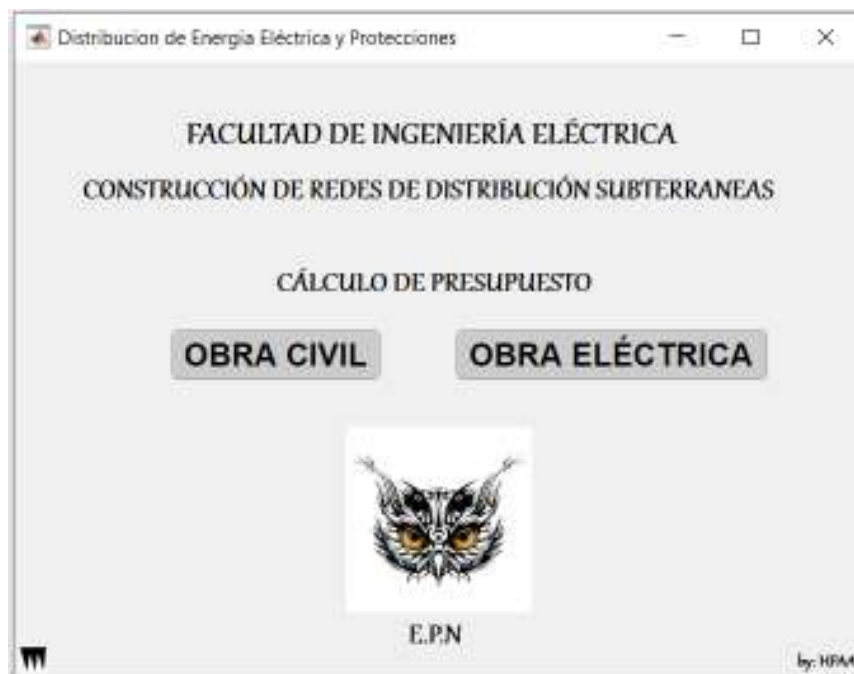 Distribucion de Energia Eléctrica y Protecciones
FACULTAD DE INGENIERÍA ELÉCTRICA
CONSTRUCCIÓN DE REDES DE DISTRIBUCIÓN SUBTERRANEAS
CÁLCULO DE PRESUPUESTO
OBRA CIVIL OBRA ELÉCTRICA
E.P.N
by: